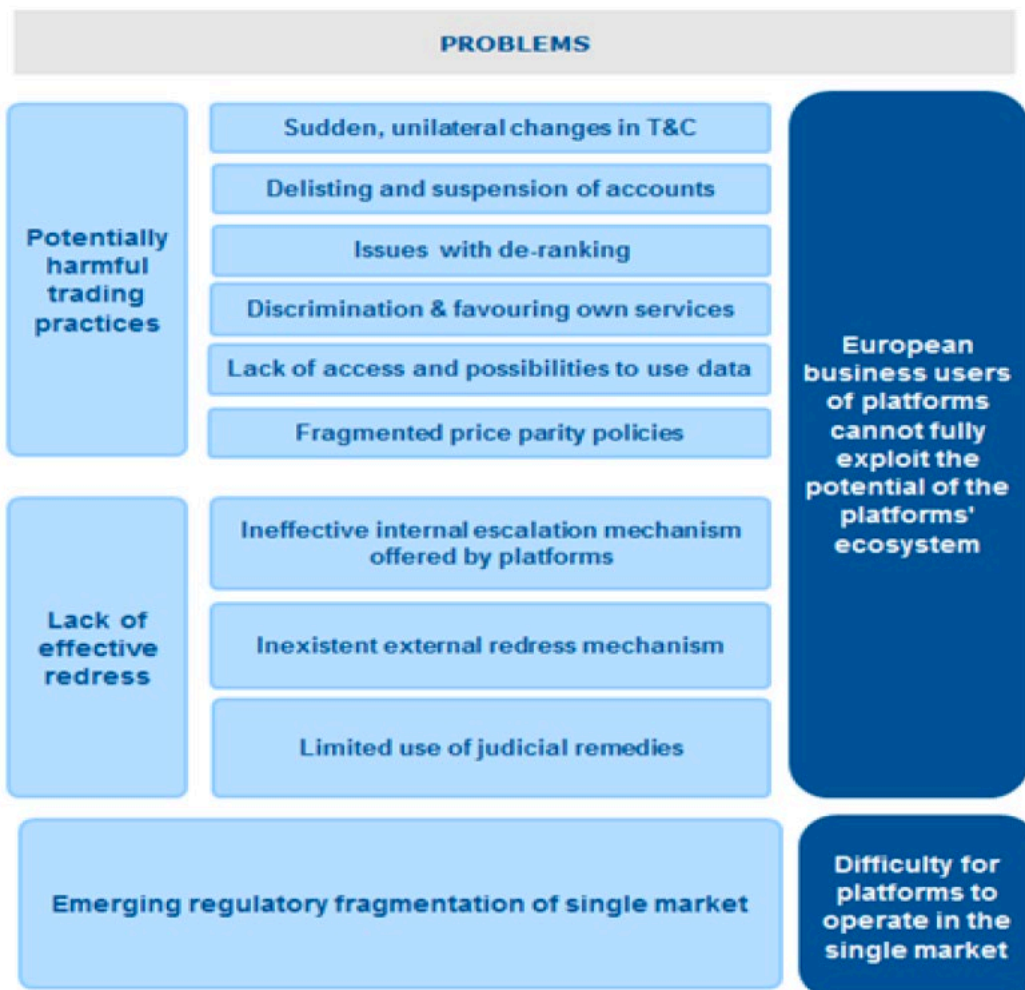 PROBLEMS
Potentially
harmful
trading
practices
Sudden, unilateral changes in T&C
Delisting and suspension of accounts
Issues with de-ranking
Discrimination & favouring own services
Lack of access and possibilities to use data
Fragmented price parity policies
Lack of
effective
redress
Ineffective internal escalation mechanism
offered by platforms
Inexistent external redress mechanism
Limited use of judicial remedies
European
business users
of platforms
cannot fully
exploit the
potential of the
platforms'
ecosystem
Emerging regulatory fragmentation of single market
Difficulty for
platforms to
operate in the
single market